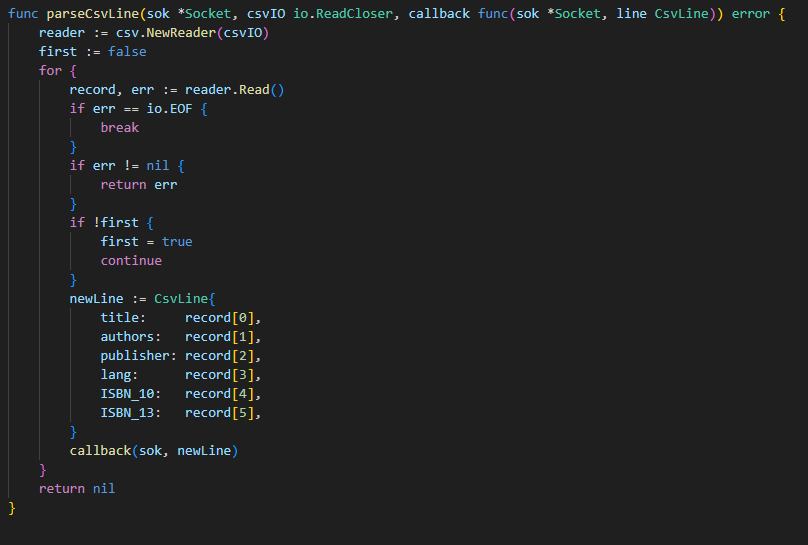 func parseCsvLine(sok *Socket, csvIO io.ReadCloser, callback func(sok *Socket, line CsvLine)) error {
    reader := csv.NewReader(csvIO)
    first := false
    for {
        record, err := reader.Read()
        if err == io.EOF {
            break
        }
        if err != nil {
            return err
        }
        if !first {
            first = true
            continue
        }
        newLine := CsvLine{
            title:     record[0],
            authors:   record[1],
            publisher: record[2],
            lang:      record[3],
            ISBN_10:   record[4],
            ISBN_13:   record[5],
        }
        callback(sok, newLine)
    }
    return nil
}